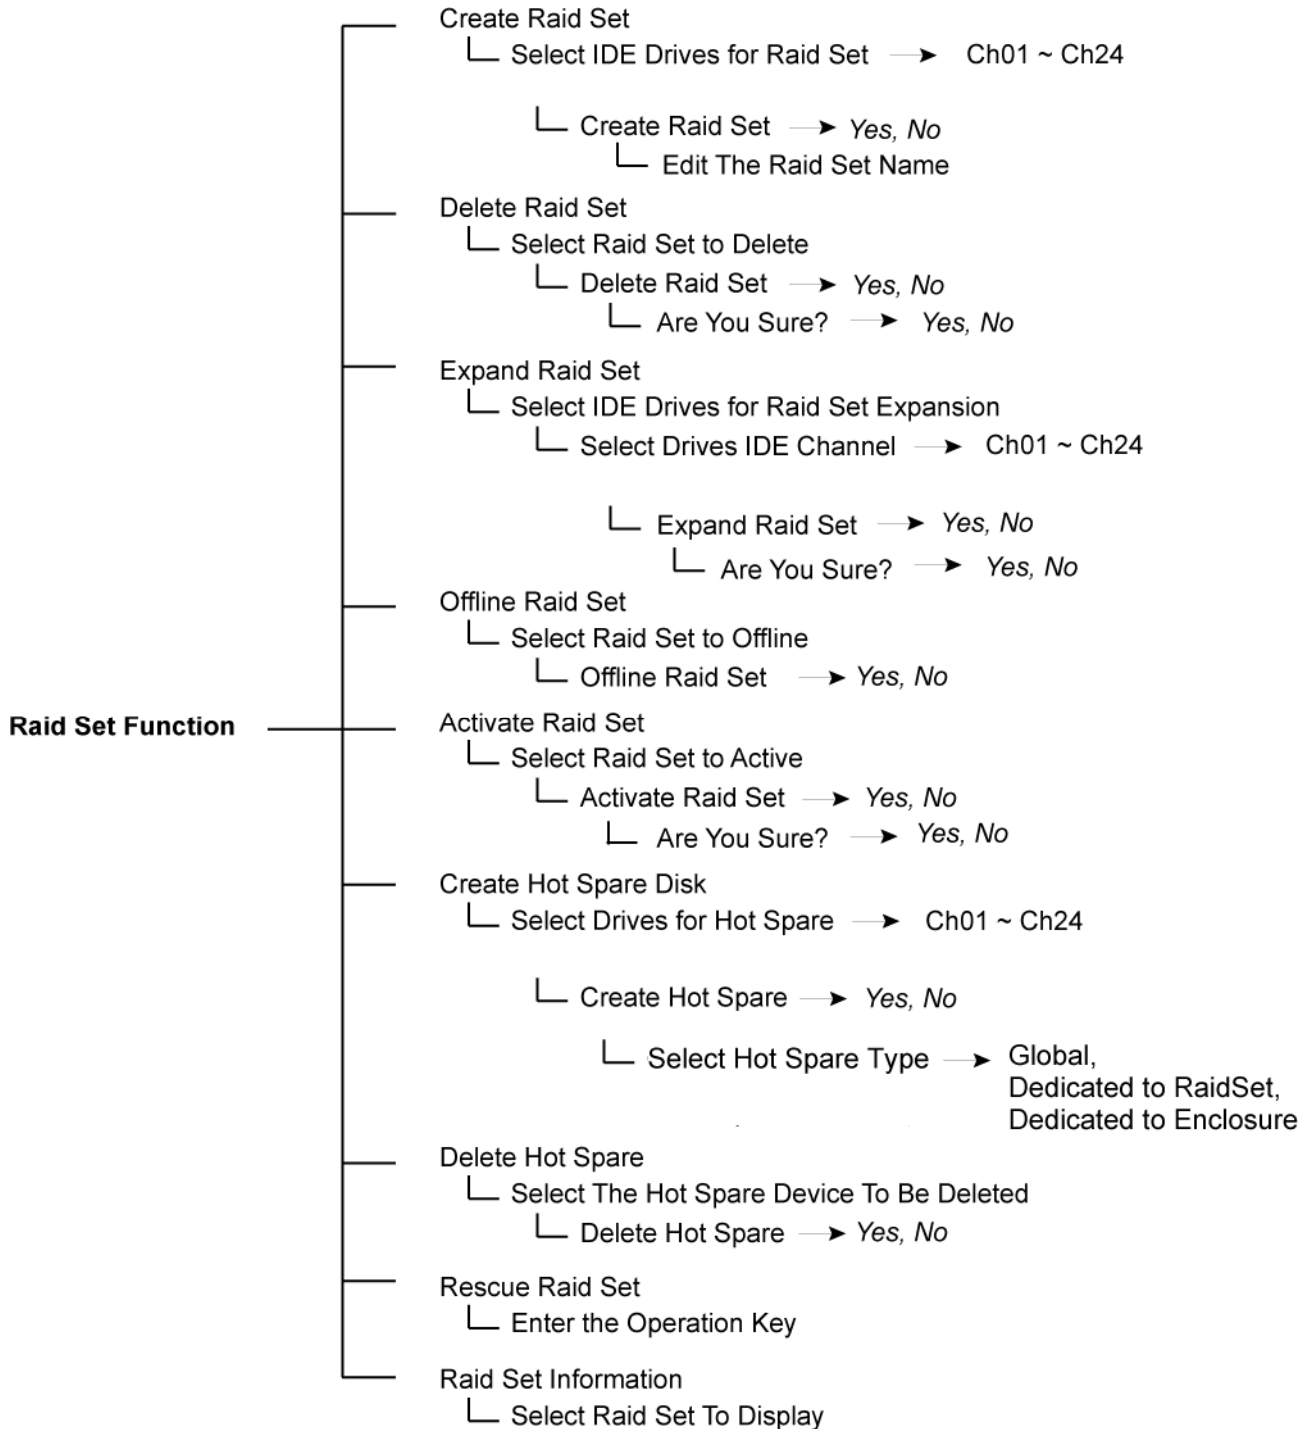 Create Raid Set
Select IDE Drives for Raid Set Ch01 ~ Ch24
Create Raid Set Yes, No
Edit The Raid Set Name
Delete Raid Set
Select Raid Set to Delete
Delete Raid Set Yes, No
Are You Sure? Yes, No
Expand Raid Set
Select IDE Drives for Raid Set Expansion
Select Drives IDE Channel Ch01 ~ Ch24
Expand Raid Set Yes, No
Are You Sure? Yes, No
Offline Raid Set
Select Raid Set to Offline
Offline Raid Set Yes, No
Raid Set Function
Activate Raid Set
Select Raid Set to Active
Activate Raid Set Yes, No
Are You Sure? Yes, No
Create Hot Spare Disk
Select Drives for Hot Spare Ch01 ~ Ch24
Create Hot Spare Yes, No
Select Hot Spare Type Global,
Dedicated to RaidSet,
Dedicated to Enclosure
Delete Hot Spare
Select The Hot Spare Device To Be Deleted
Delete Hot Spare Yes, No
Rescue Raid Set
Enter the Operation Key
Raid Set Information
Select Raid Set To Display